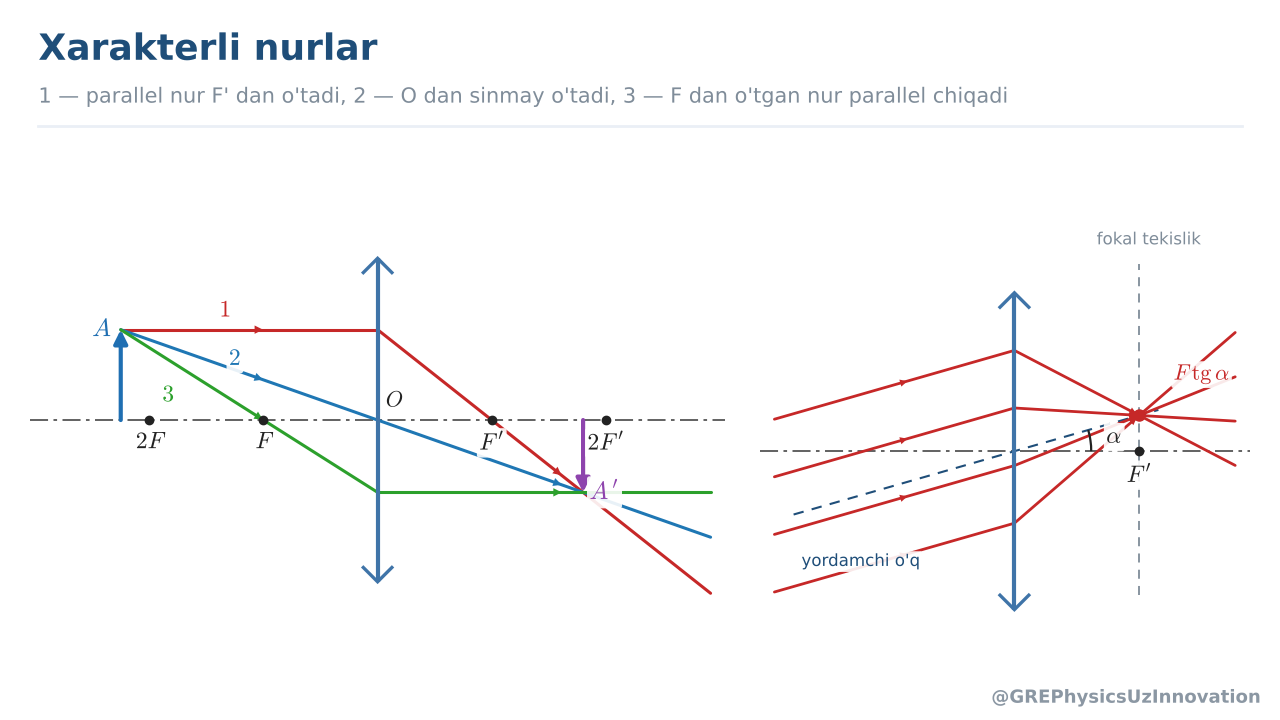 Xarakterli nurlar
1 — parallel nur F' dan o'tadi, 2 — O dan sinmay o'tadi, 3 — F dan o'tgan nur parallel chiqadi
fokal tekislik
1
A
2
3
O
2F
F
F'
2F'
A'
F tg α
α
F'
yordamchi o'q
@GREPhysicsUzInnovation